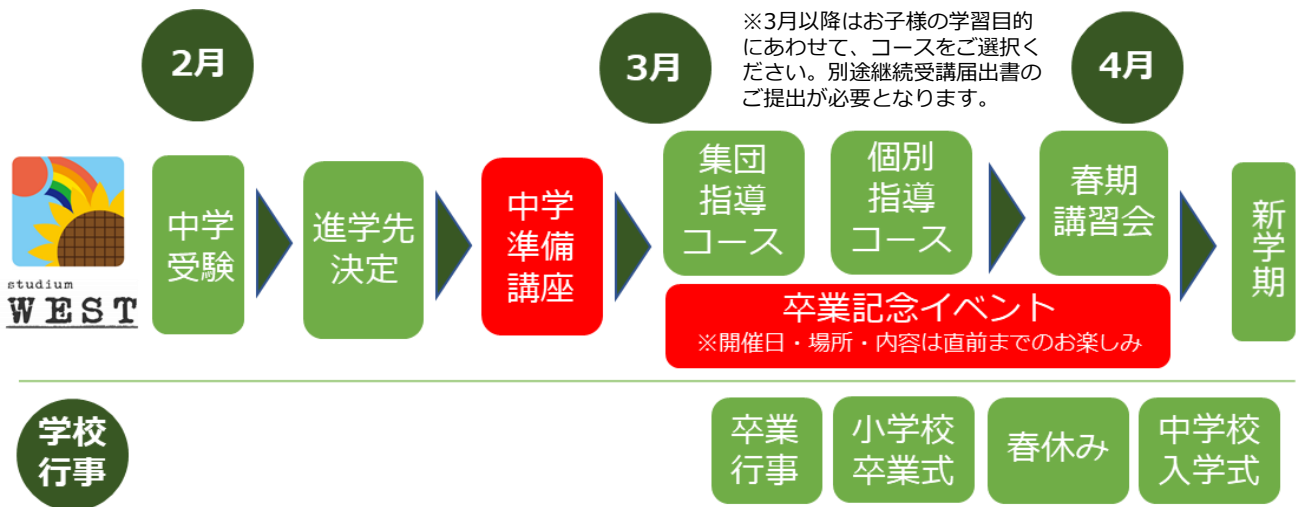 2月
3月
※3月以降はお子様の学習目的
にあわせて、コースをご選択く
ださい。別途継続受講届出書の
ご提出が必要となります。
4月
studium
WEST
中学
受験
進学先
決定
中学
準備
講座
集団
指導
コース
個別
指導
コース
春期
講習会
新学期
卒業記念イベント
※開催日・場所・内容は直前までのお楽しみ
学校
行事
卒業
行事
小学校
卒業式
春休み
中学校
入学式